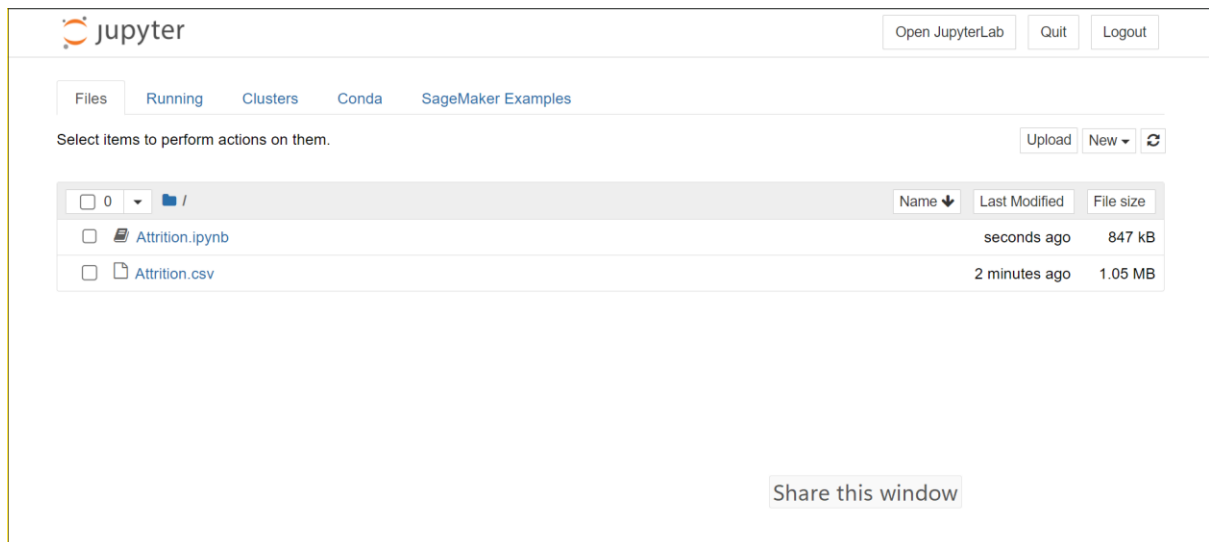 jupyter Open JupyterLab Quit Logout
Files Running Clusters Conda SageMaker Examples
Select items to perform actions on them. Upload New
0 / Name Last Modified File size
Attrition.ipynb seconds ago 847 kB
Attrition.csv 2 minutes ago 1.05 MB
Share this window